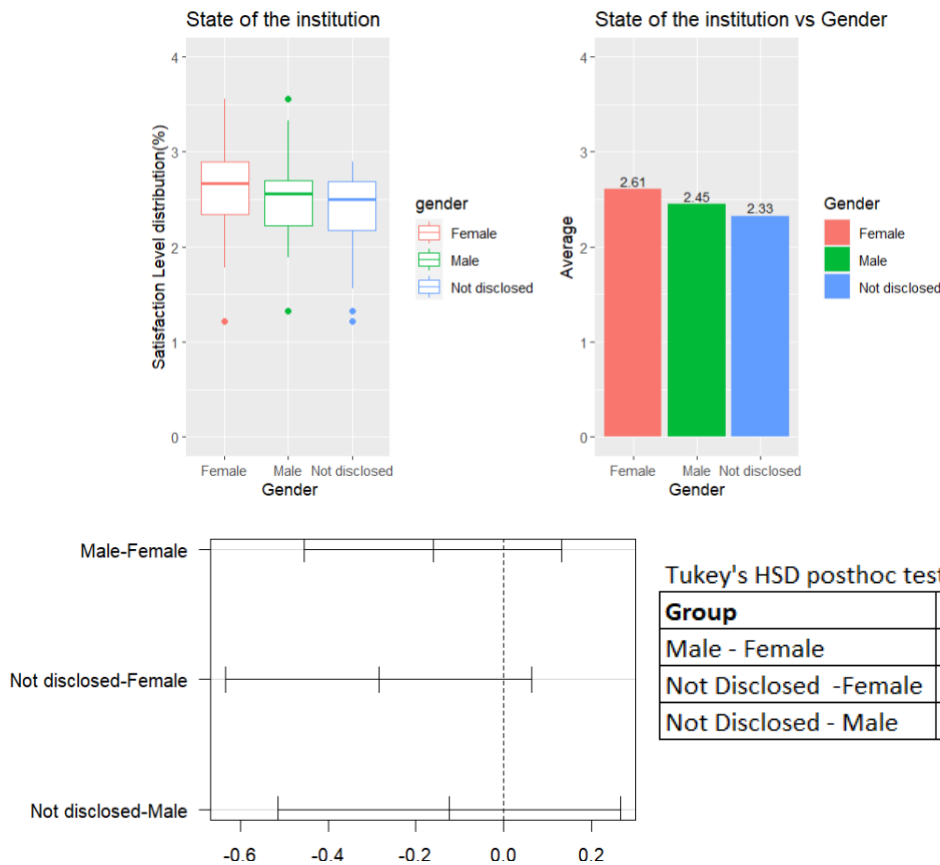 State of the institution
Satisfaction Level distribution(%)
4
3
2
1
0
Female
Male
Not disclosed
Gender
gender
Female
Male
Not disclosed
State of the institution vs Gender
Average
4
3
2
1
0
2.61
2.45
2.33
Female
Male
Not disclosed
Gender
Gender
Female
Male
Not disclosed
Male-Female
Not disclosed-Female
Not disclosed-Male
-0.6
-0.4
-0.2
0.0
0.2
Tukey's HSD posthoc test
Group
Male - Female
Not Disclosed -Female
Not Disclosed - Male